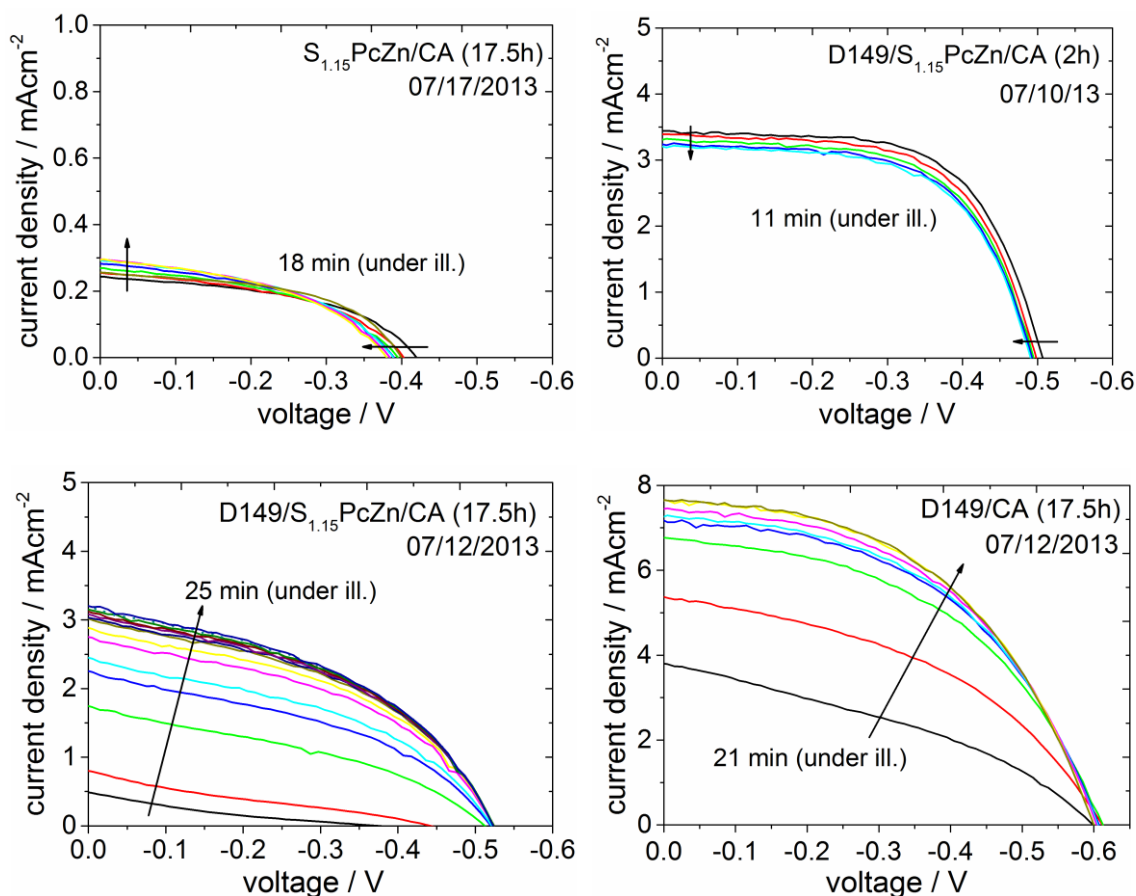 S1.15PcZn/CA (17.5h)
07/17/2013
18 min (under ill.)
current density / mAcm-2
1.0
0.8
0.6
0.4
0.2
0.0
0.0 -0.1 -0.2 -0.3 -0.4 -0.5 -0.6
voltage / V
D149/S1.15PcZn/CA (2h)
07/10/13
11 min (under ill.)
current density / mAcm-2
5
4
3
2
1
0
0.0 -0.1 -0.2 -0.3 -0.4 -0.5 -0.6
voltage / V
D149/S1.15PcZn/CA (17.5h)
07/12/2013
25 min (under ill.)
current density / mAcm-2
5
4
3
2
1
0
0.0 -0.1 -0.2 -0.3 -0.4 -0.5 -0.6
voltage / V
D149/CA (17.5h)
07/12/2013
21 min (under ill.)
current density / mAcm-2
8
6
4
2
0
0.0 -0.1 -0.2 -0.3 -0.4 -0.5 -0.6
voltage / V